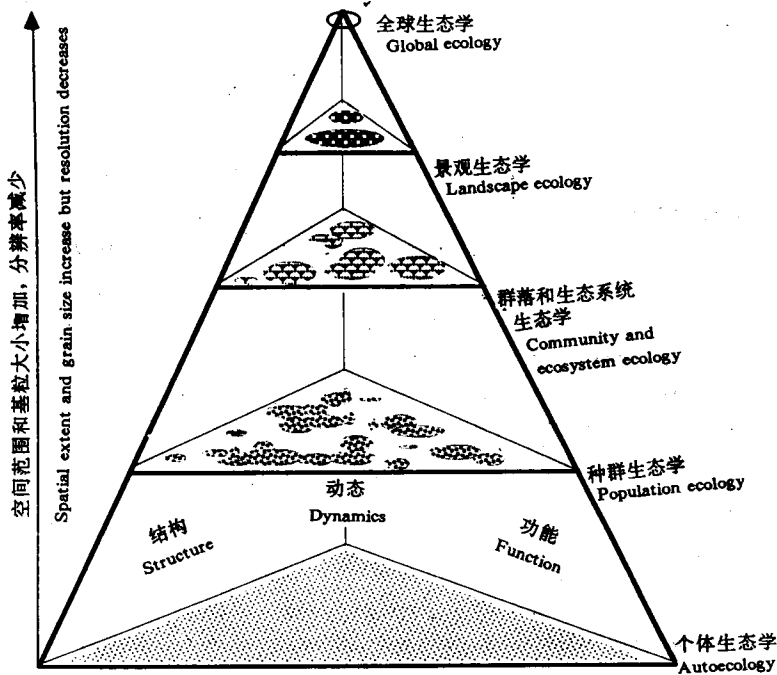 全球生态学
Global ecology
景观生态学
Landscape ecology
群落和生态系统
生态学
Community and
ecosystem ecology
种群生态学
Population ecology
动态
Dynamics
结构
Structure
功能
Function
个体生态学
Autoecology
空间范围和基粒大小增加，分辨率减少
Spatial extent and grain size increase but resolution decreases